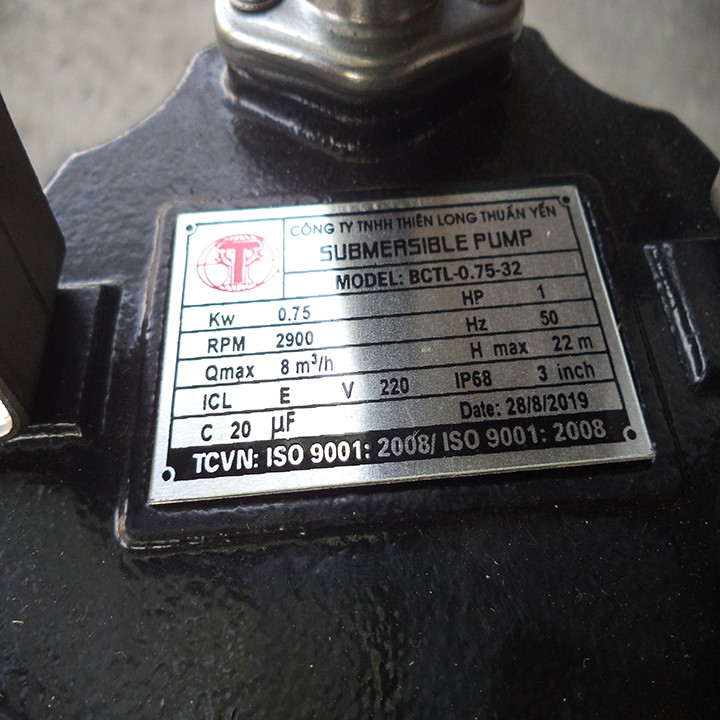 CÔNG TY TNHH THIÊN LONG THUẤN YẾN
SUBMERSIBLE PUMP
MODEL: BCTL-0.75-32
Kw 0.75 HP 1
RPM 2900 Hz 50
Qmax 8 m³/h H max 22 m
ICL E V 220 IP68 3 inch
C 20 µF Date: 28/8/2019
TCVN: ISO 9001: 2008/ ISO 9001: 2008